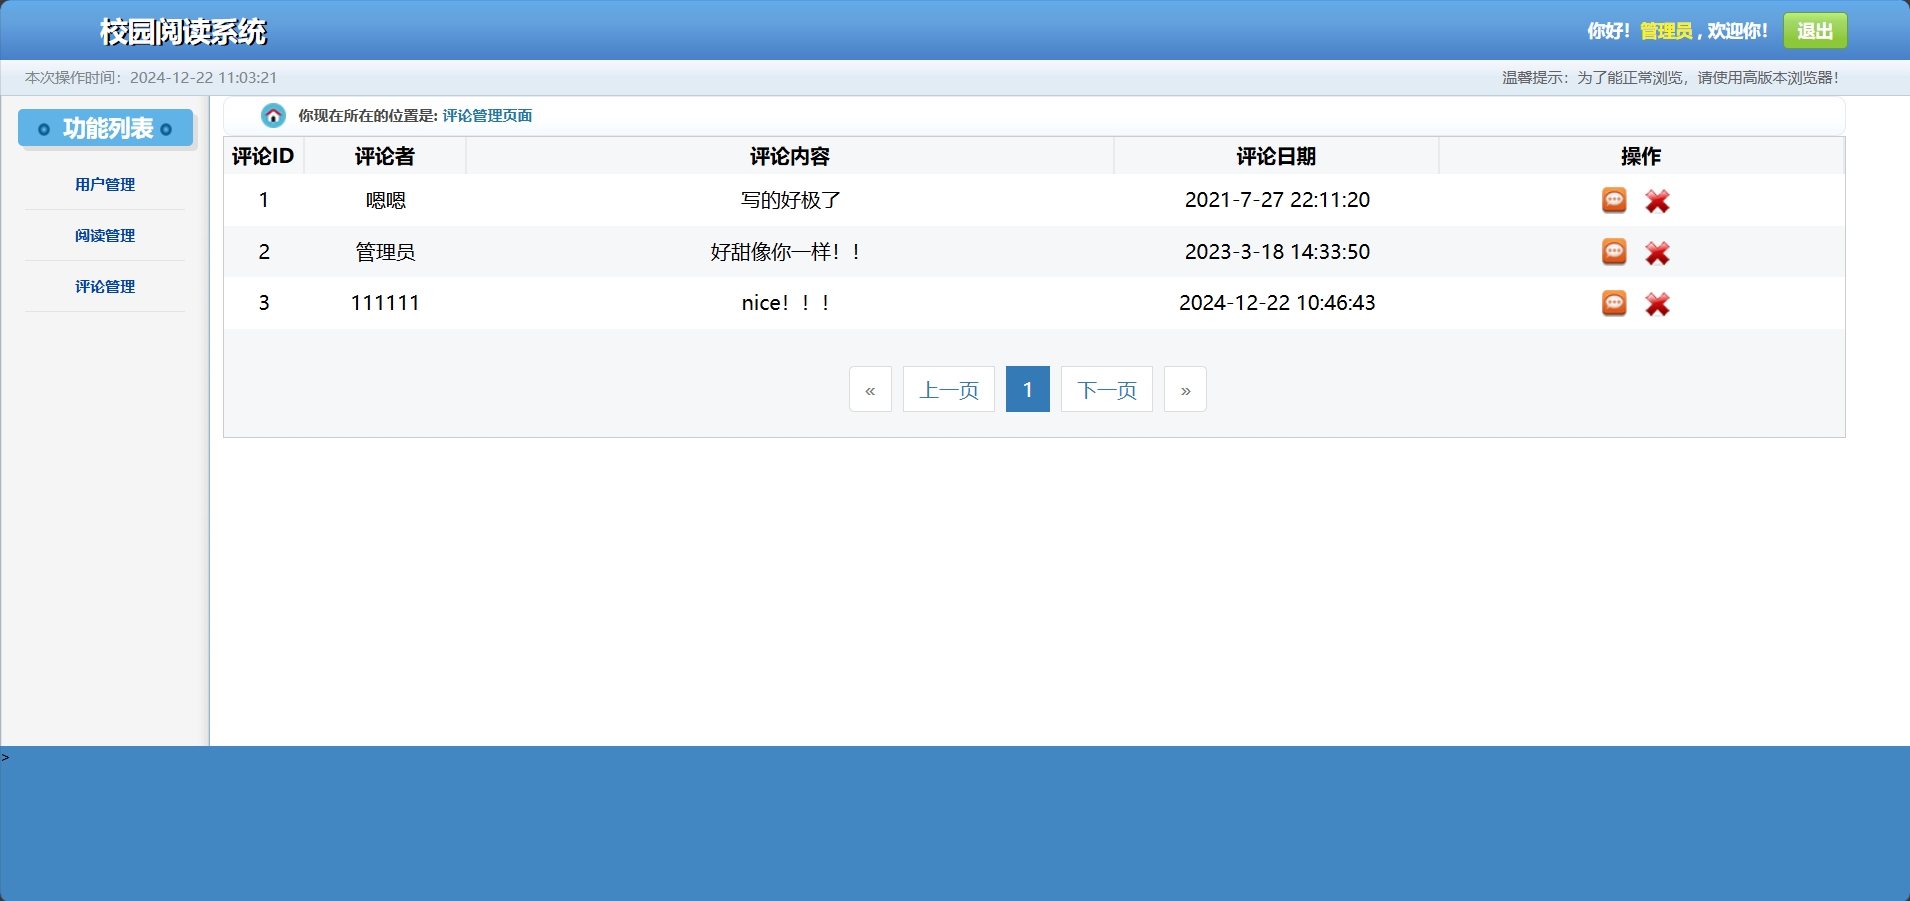 校园阅读系统
你好！管理员 , 欢迎你！ 退出
本次操作时间：2024-12-22 11:03:21
温馨提示：为了能正常浏览，请使用高版本浏览器！
功能列表
用户管理
阅读管理
评论管理
你现在所在的位置是: 评论管理页面
评论ID 评论者 评论内容 评论日期 操作
1 嗯嗯 写的好极了 2021-7-27 22:11:20
2 管理员 好甜像你一样！！ 2023-3-18 14:33:50
3 111111 nice！！！ 2024-12-22 10:46:43
« 上一页 1 下一页 »
>